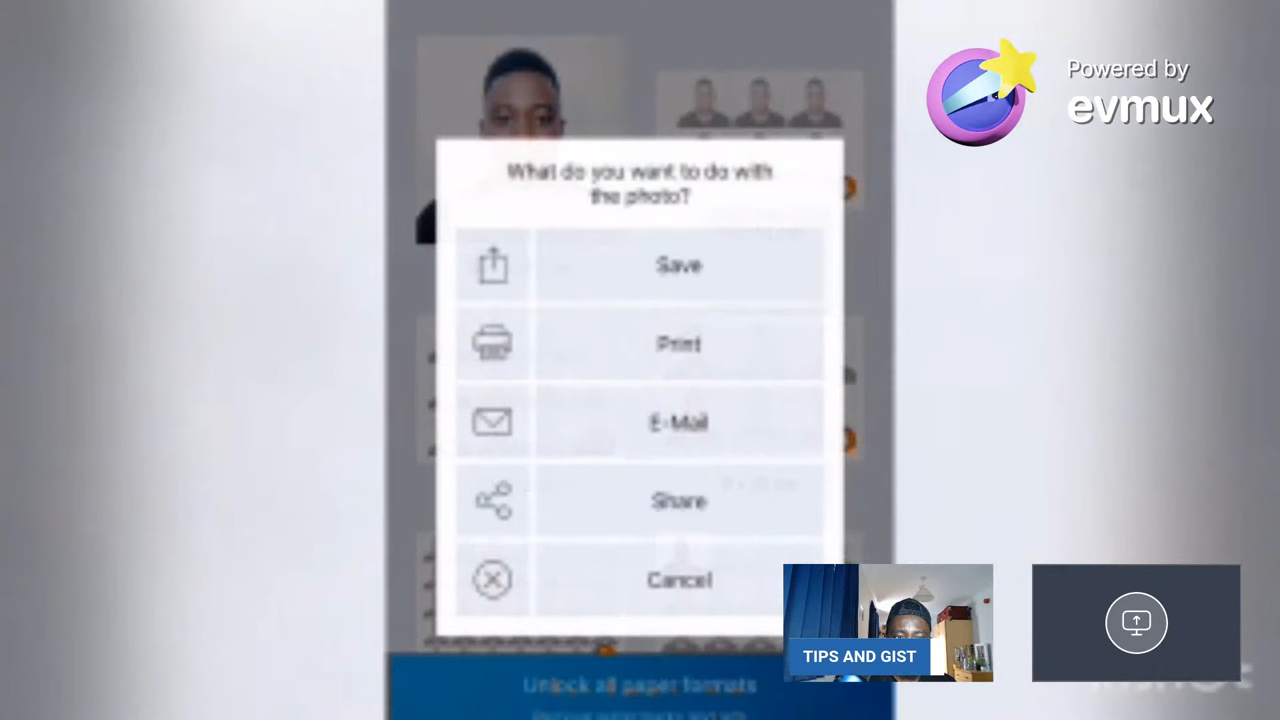 Powered by
evmux
What do you want to do with
the photo?
Save
Print
E-Mail
Share
Cancel
TIPS AND GIST
Unlock all paper formats